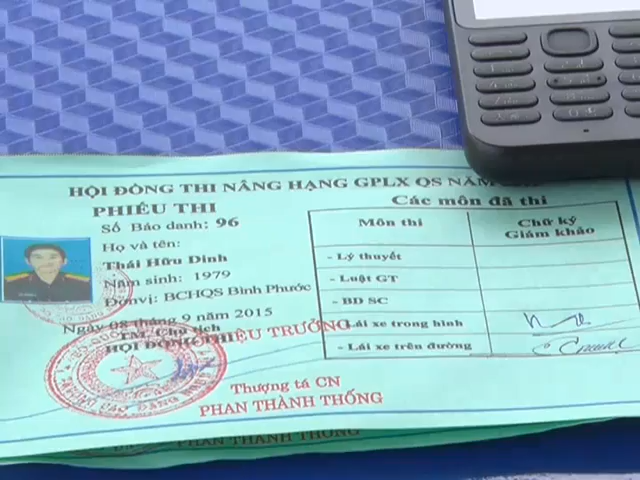 HỘI ĐỒNG THI NÂNG HẠNG GPLX QS NĂM
PHIẾU THI
Số Báo danh: 96
Họ và tên:
Thái Hữu Dinh
Năm sinh: 1979
Đơn vị: BCHQS Bình Phước
Ngày 08 tháng 9 năm 2015
TM. Chủ tịch
HỘI ĐỒNG
HIỆU TRƯỞNG
Thượng tá CN
PHAN THÀNH THỐNG
Các môn đã thi
Môn thi
Chữ ký
Giám khảo
- Lý thuyết
- Luật GT
- BD SC
- Lái xe trong hình
- Lái xe trên đường
PHAN THÀNH THỐNG